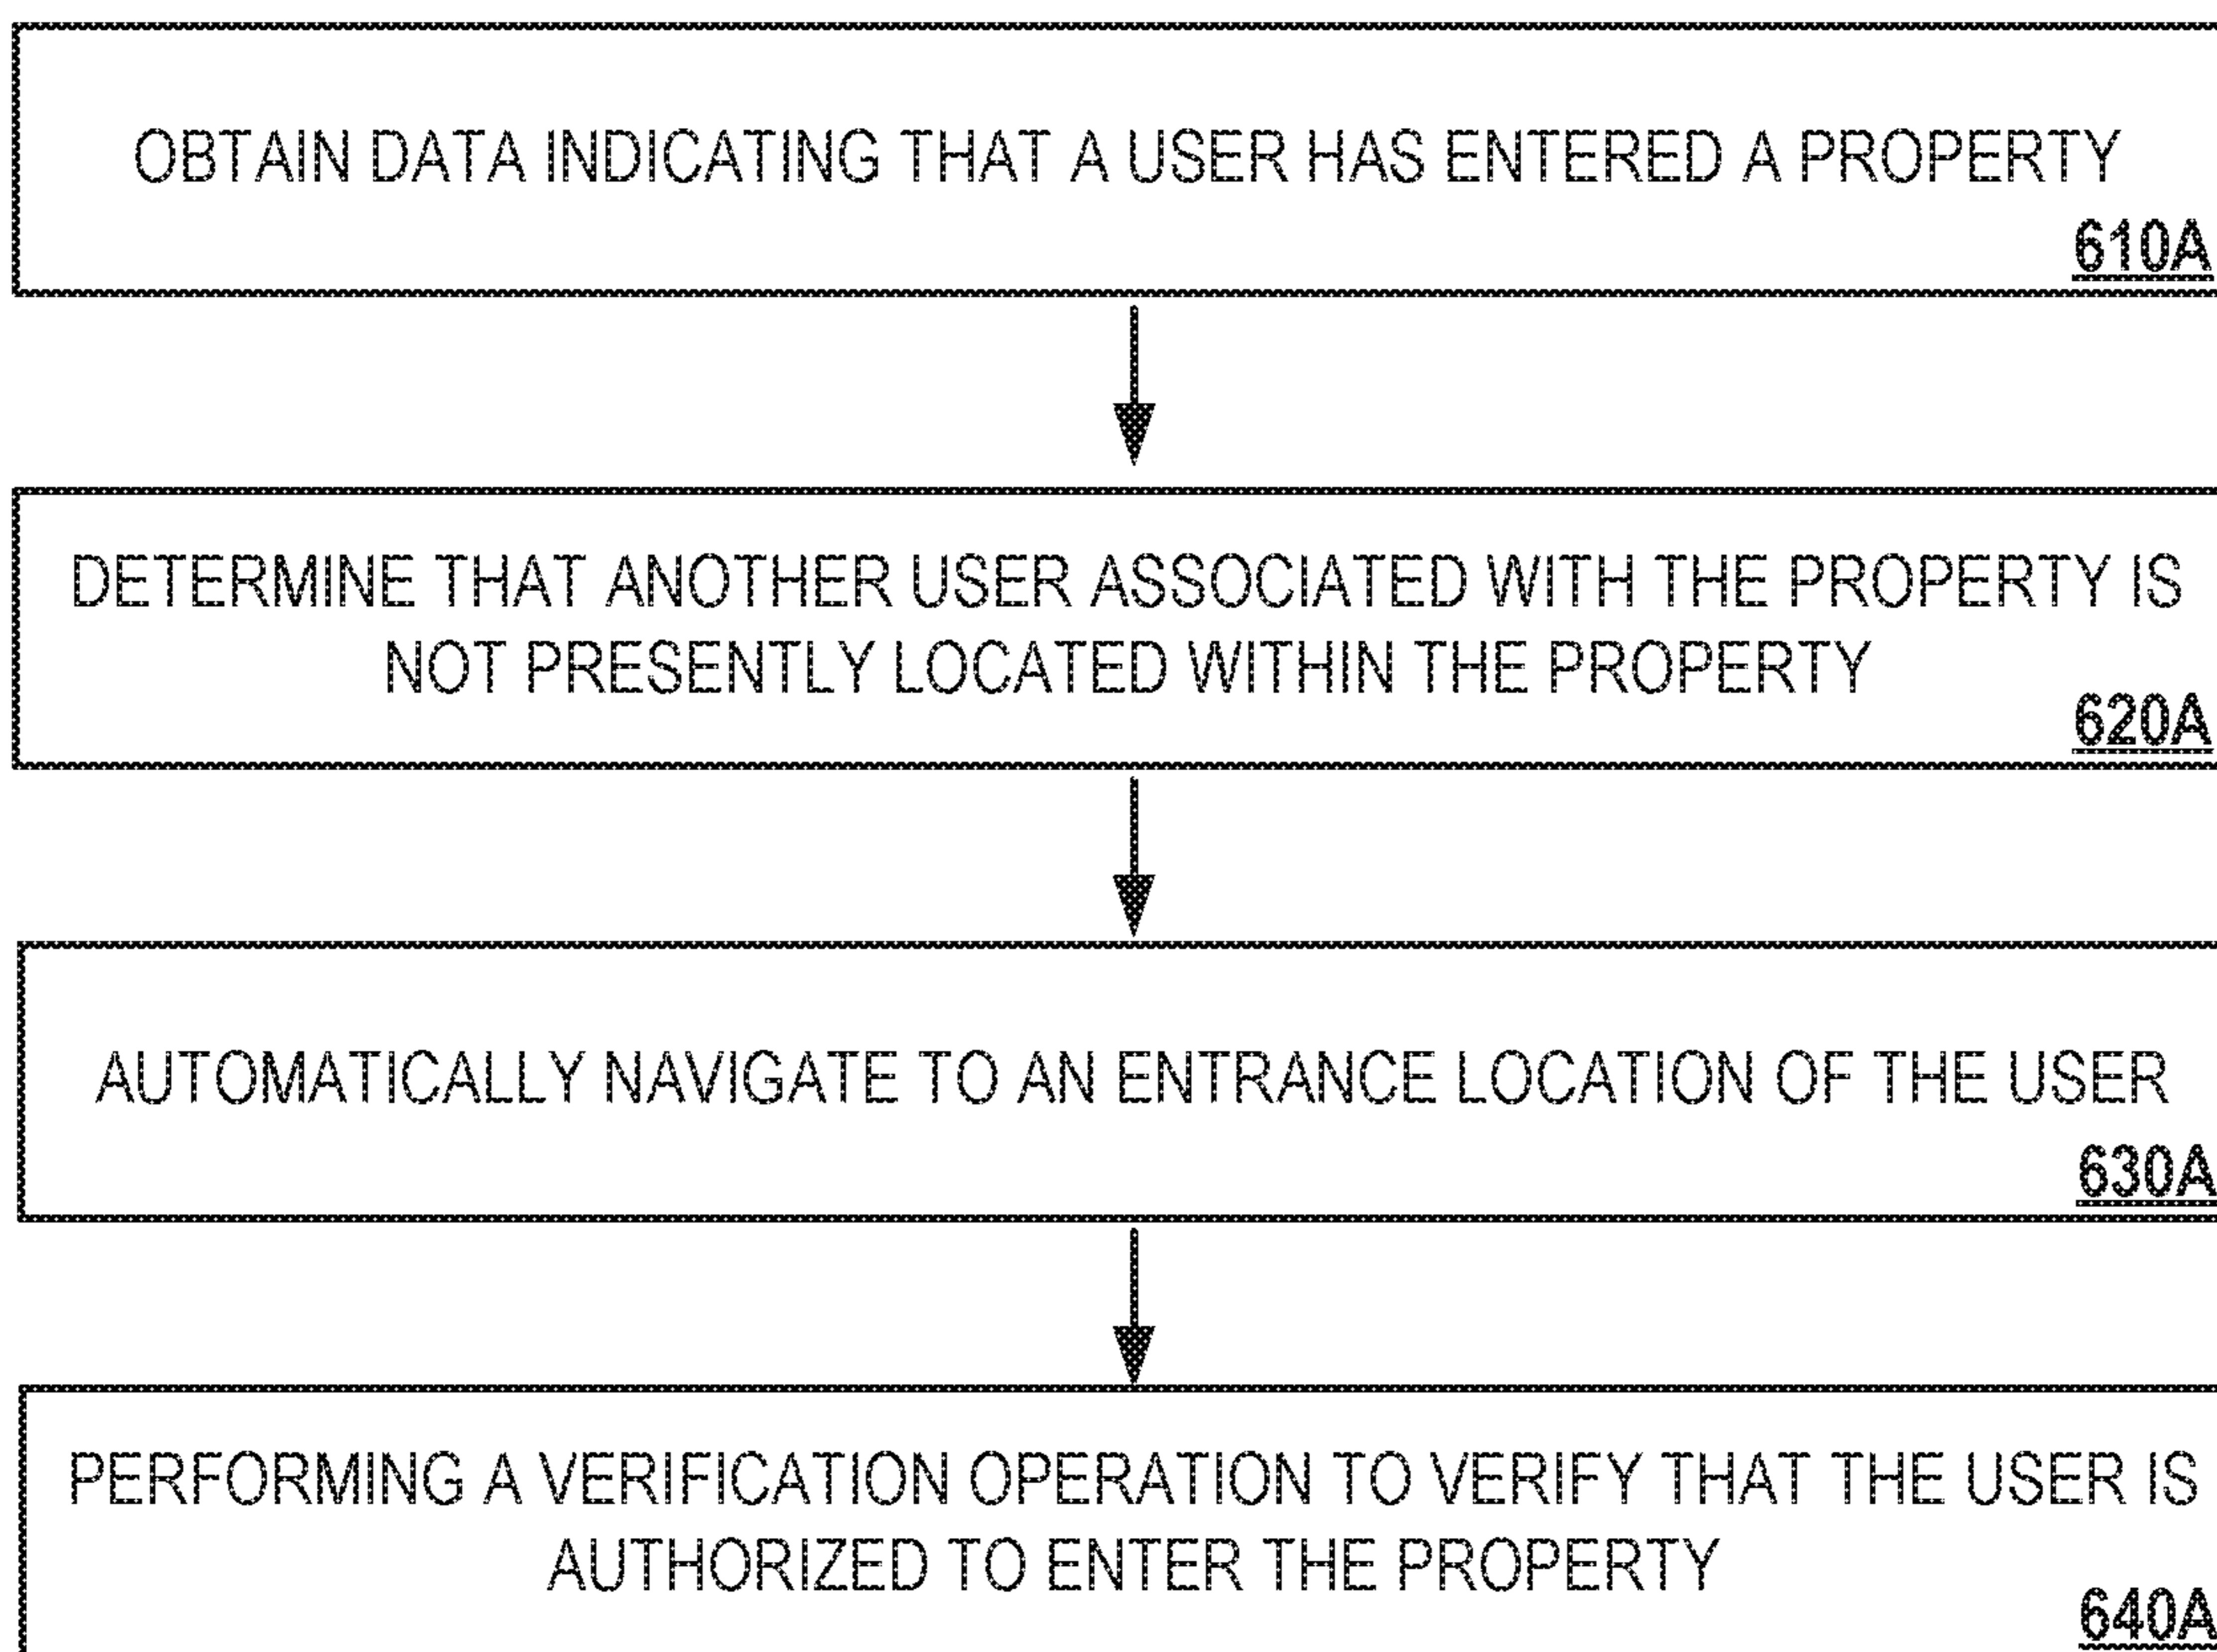 OBTAIN DATA INDICATING THAT A USER HAS ENTERED A PROPERTY
610A
DETERMINE THAT ANOTHER USER ASSOCIATED WITH THE PROPERTY IS
NOT PRESENTLY LOCATED WITHIN THE PROPERTY
620A
AUTOMATICALLY NAVIGATE TO AN ENTRANCE LOCATION OF THE USER
630A
PERFORMING A VERIFICATION OPERATION TO VERIFY THAT THE USER IS
AUTHORIZED TO ENTER THE PROPERTY
640A